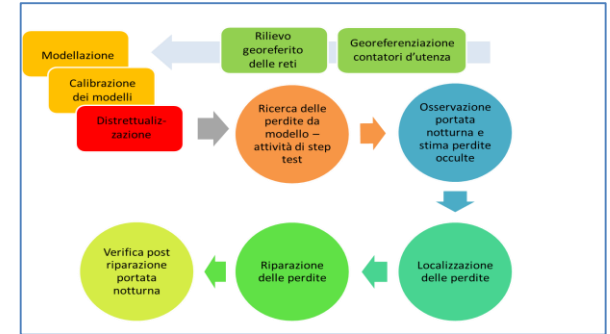 Rilievo
georeferito
delle reti
Georeferenziazione
contatori d'utenza
Modellazione
Calibrazione
dei modelli
Distrettualiz-
zazione
Ricerca delle
perdite da
modello –
attività di step
test
Osservazione
portata
notturna e
stima perdite
occulte
Localizzazione
delle perdite
Riparazione
delle perdite
Verifica post
riparazione
portata
notturna